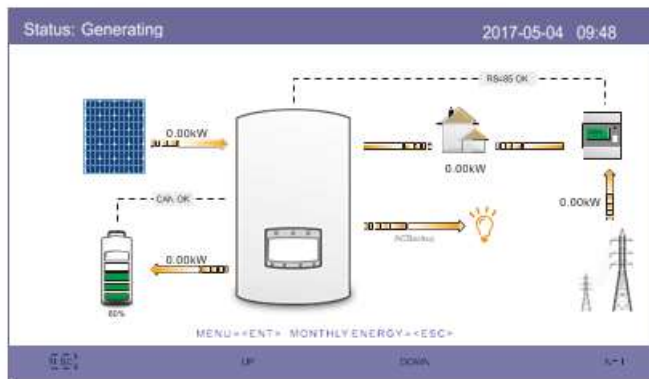 Status: Generating
2017-05-04 09:48
RS485 OK
0.00kW
0.00kW
CAN OK
0.00kW
0.00kW
ACBackup
60%
MENU=<ENT> MONTHLY ENERGY=<ESC>
UP
DOWN